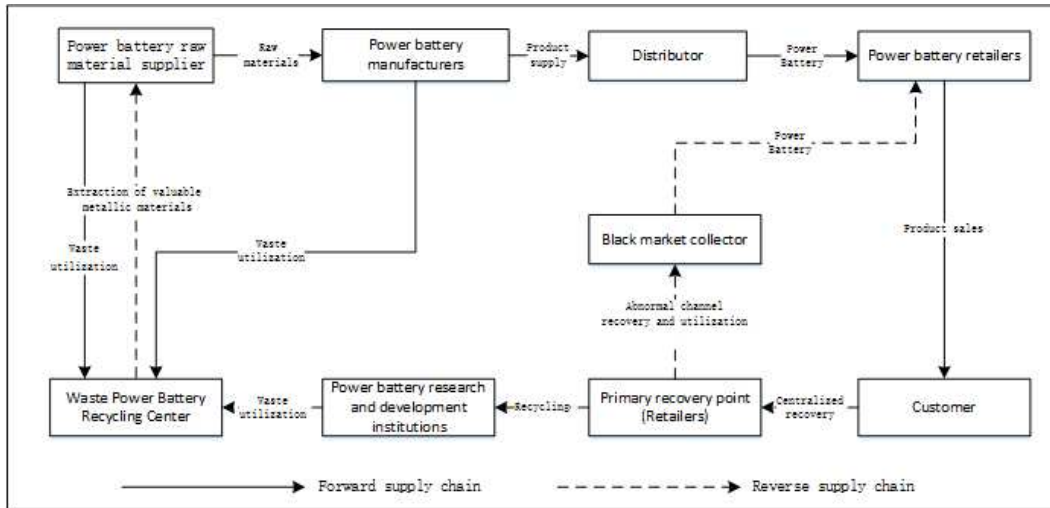 Power battery raw
material supplier
Raw
materials
Power battery
manufacturers
Product
supply
Distributor
Power
Battery
Power battery retailers
Power
Battery
Extraction of valuable
metallic materials
Black market collector
Product sales
Waste
utilization
Waste
utilization
Abnormal channel
recovery and utilization
Waste Power Battery
Recycling Center
Waste
utilization
Power battery research
and development
institutions
Recycling
Primary recovery point
(Retailers)
Centralized
recovery
Customer
Forward supply chain
Reverse supply chain